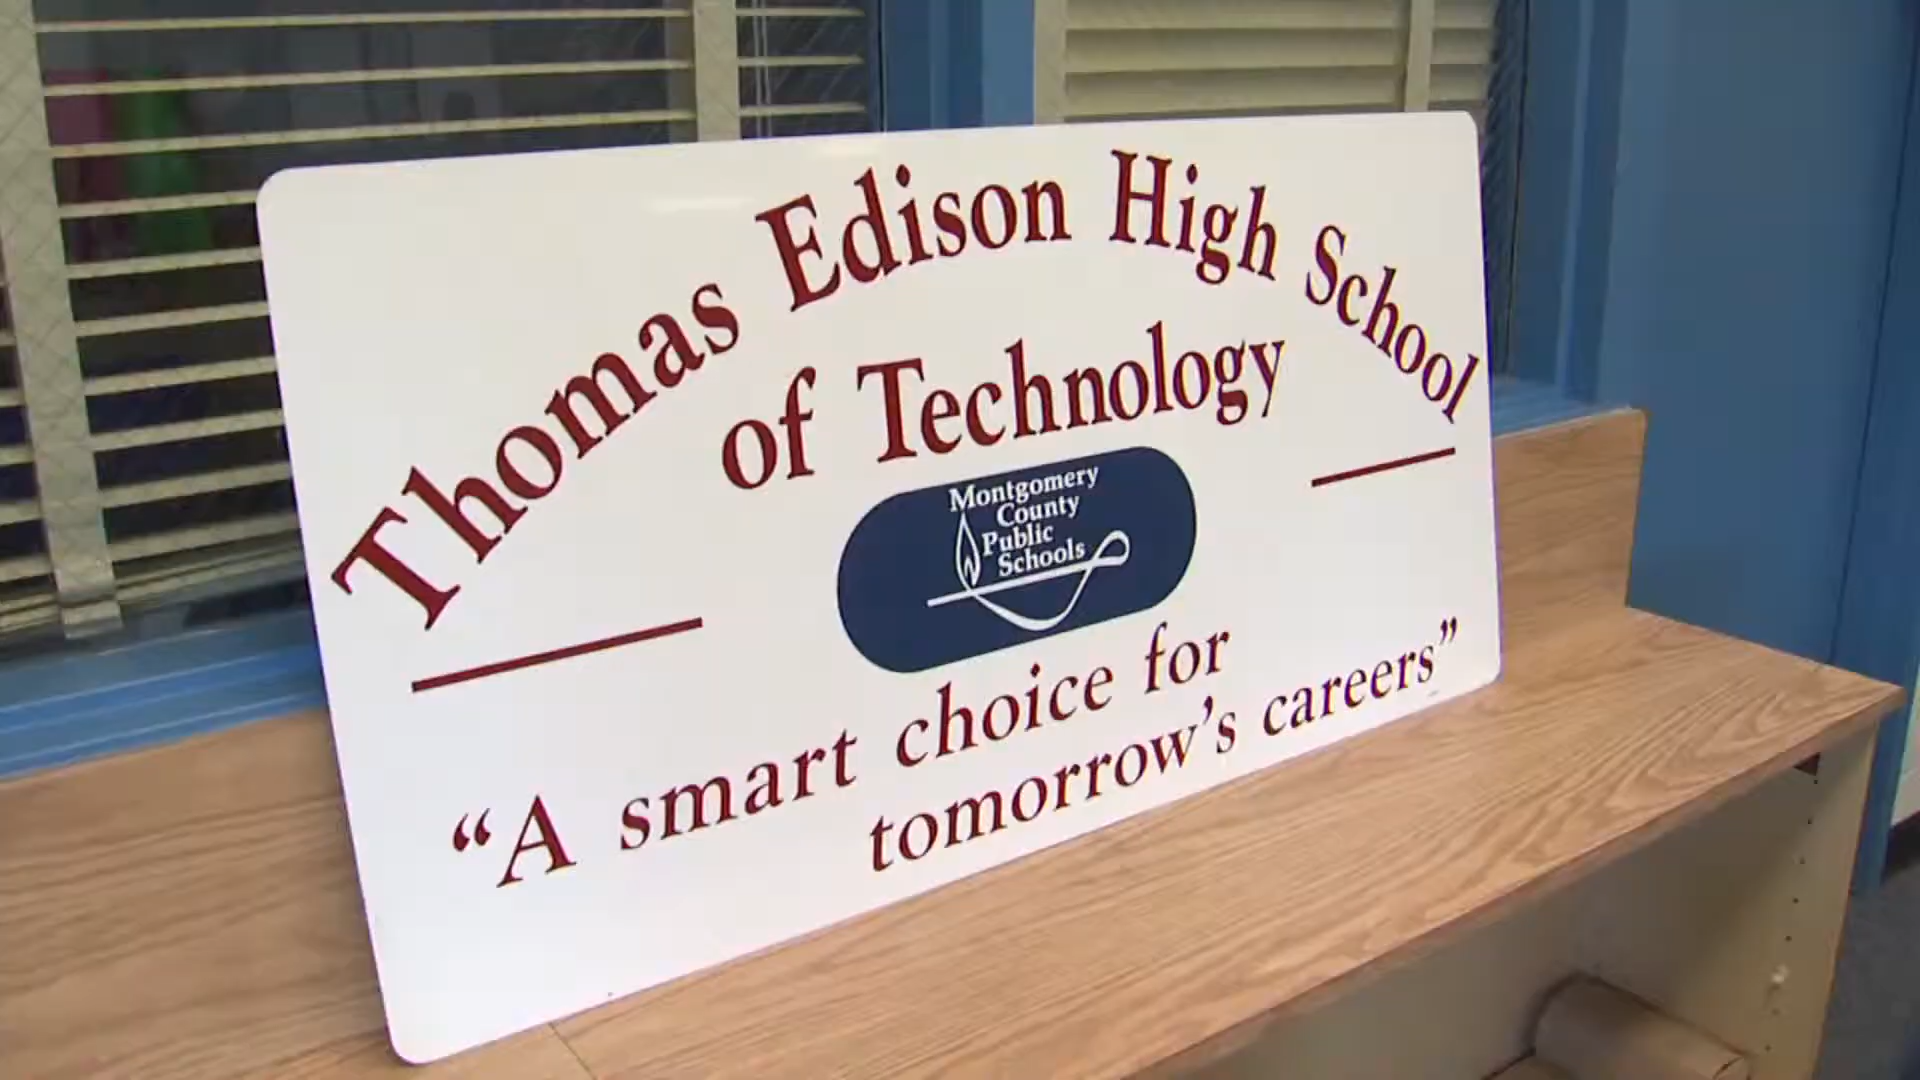 Thomas Edison High School
of Technology
Montgomery
County
Public
Schools
“A smart choice for
tomorrow’s careers”